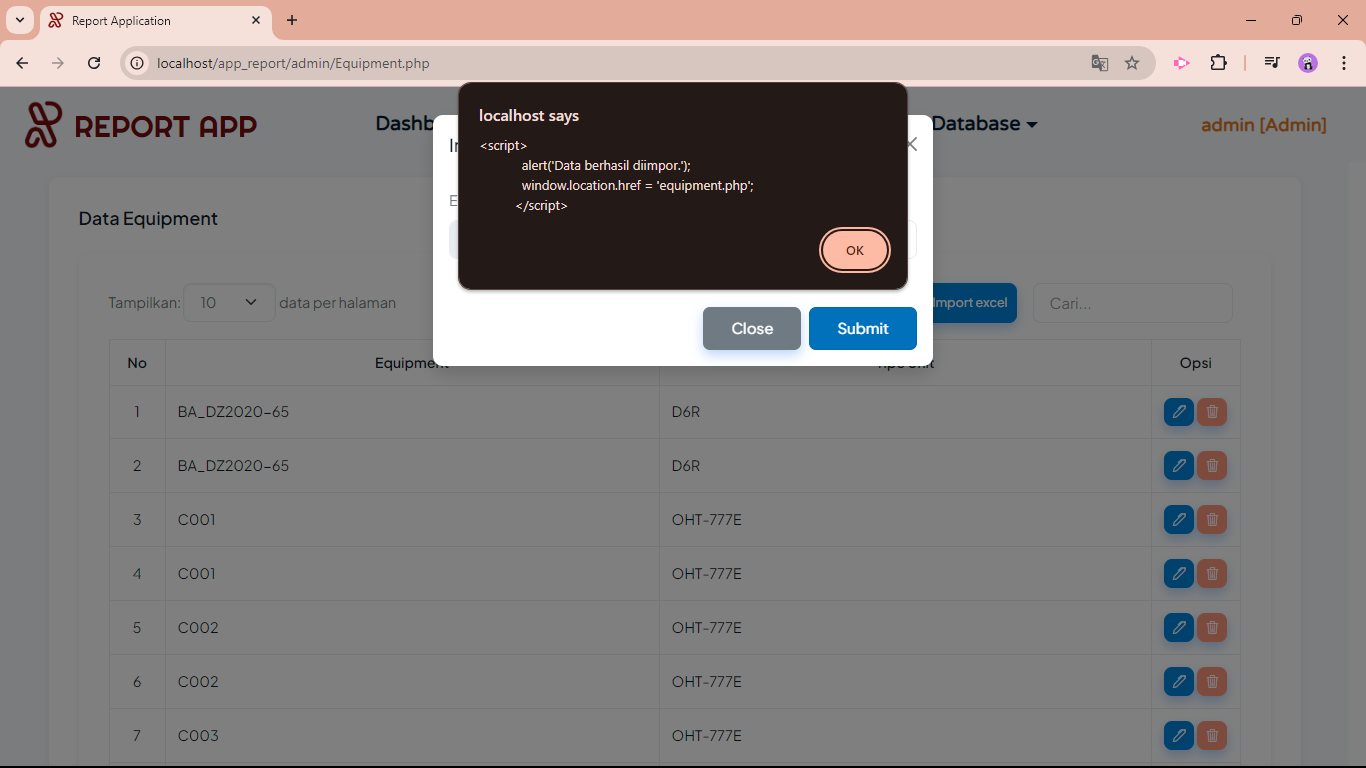 Report Application
localhost/app_report/admin/Equipment.php
REPORT APP
Dashb
Database
admin [Admin]
localhost says
<script>
alert('Data berhasil diimpor.');
window.location.href = 'equipment.php';
</script>
OK
Close
Submit
Data Equipment
Tampilkan: 10 data per halaman
Import excel
Cari...
No Equipment Tipe Unit Opsi
1 BA_DZ2020-65 D6R
2 BA_DZ2020-65 D6R
3 C001 OHT-777E
4 C001 OHT-777E
5 C002 OHT-777E
6 C002 OHT-777E
7 C003 OHT-777E